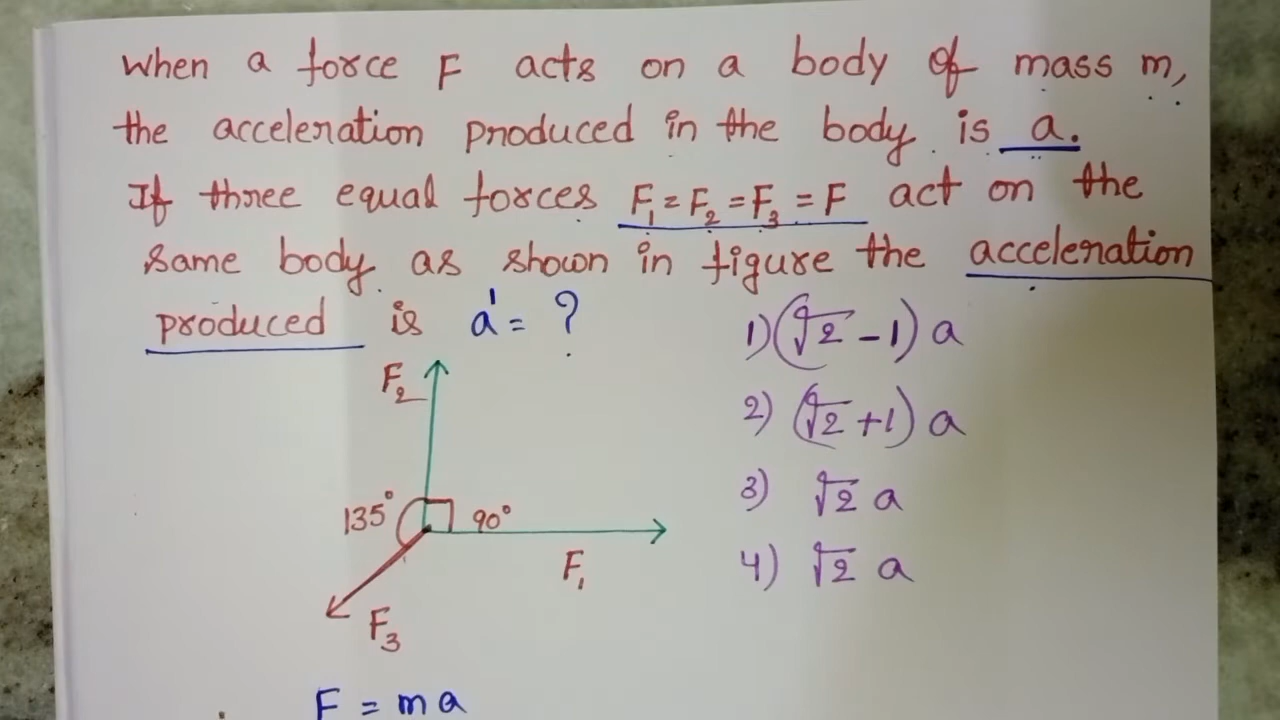 when a force F acts on a body of mass m,
the acceleration produced in the body is a.
If three equal forces F₁ = F₂ = F₃ = F act on the
same body as shown in figure the acceleration
produced is a' = ?
1) (√2 - 1) a
2) (√2 + 1) a
3) √2 a
4) √2 a
F₂
135° 90°
F₁
F₃
F = ma